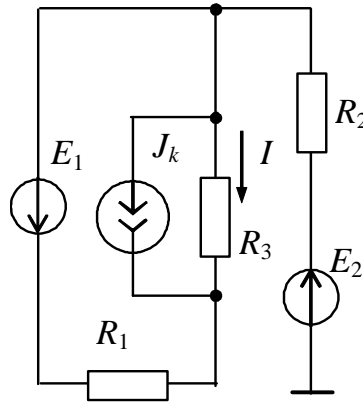 R₂
E₁
Jₖ
I
R₃
E₂
R₁